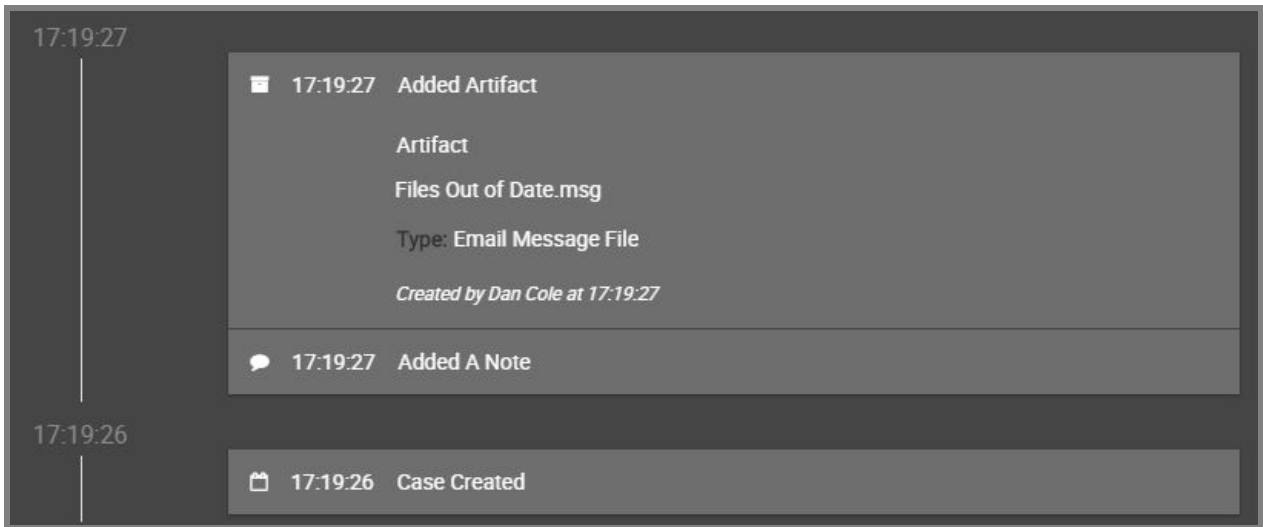 17:19:27
17:19:27 Added Artifact
Artifact
Files Out of Date.msg
Type: Email Message File
Created by Dan Cole at 17:19:27
17:19:27 Added A Note
17:19:26
17:19:26 Case Created